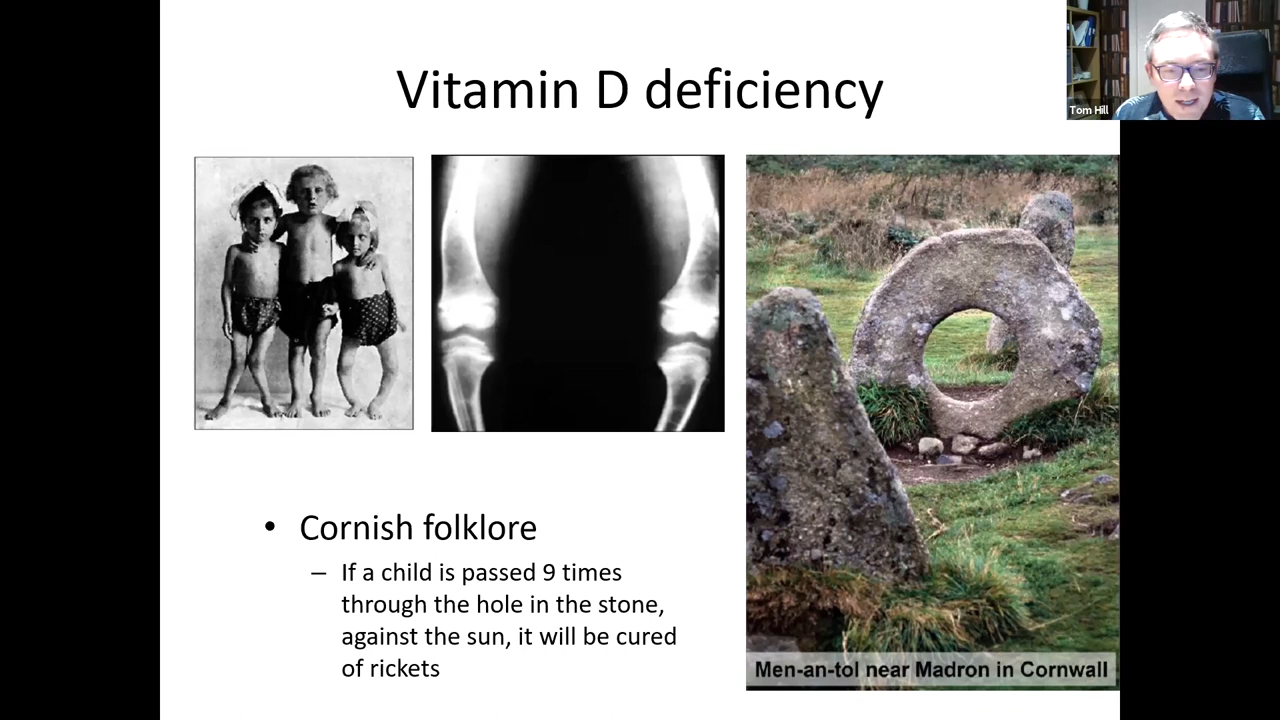 Vitamin D deficiency
Tom Hill
• Cornish folklore
– If a child is passed 9 times
through the hole in the stone,
against the sun, it will be cured
of rickets
Men-an-tol near Madron in Cornwall